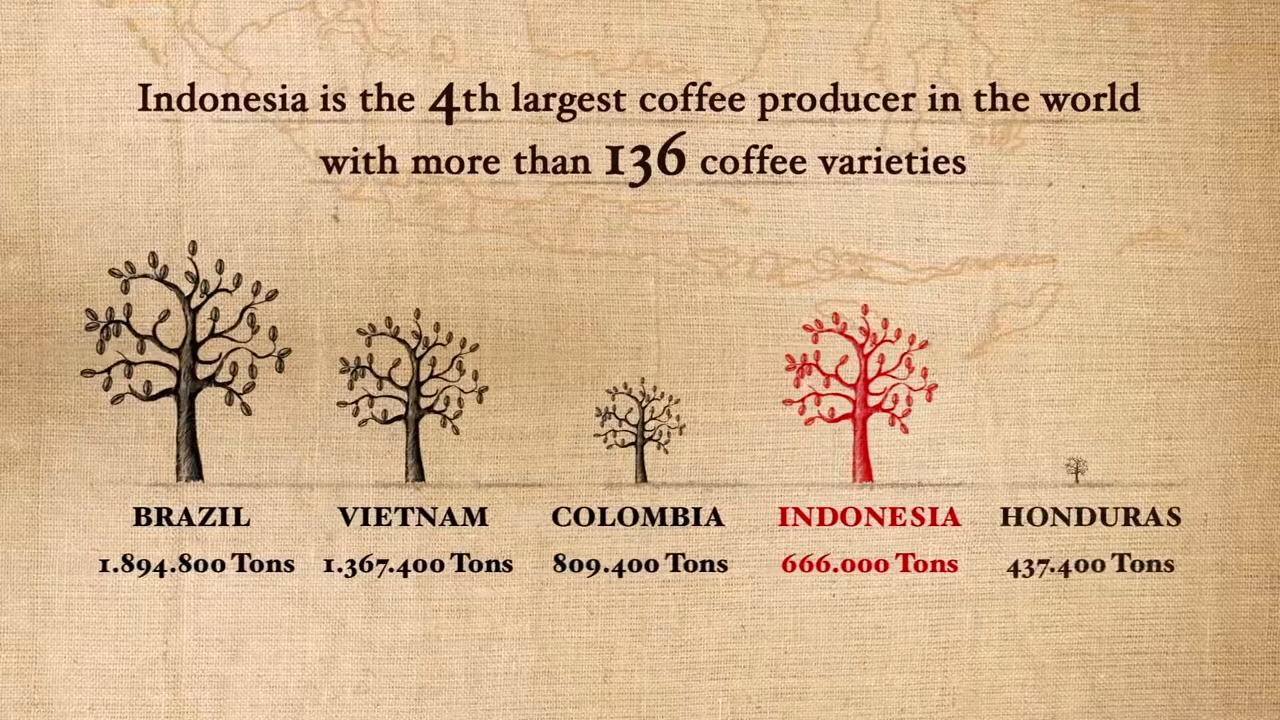 Indonesia is the 4th largest coffee producer in the world
with more than 136 coffee varieties
BRAZIL VIETNAM COLOMBIA INDONESIA HONDURAS
1.894.800 Tons 1.367.400 Tons 809.400 Tons 666.000 Tons 437.400 Tons